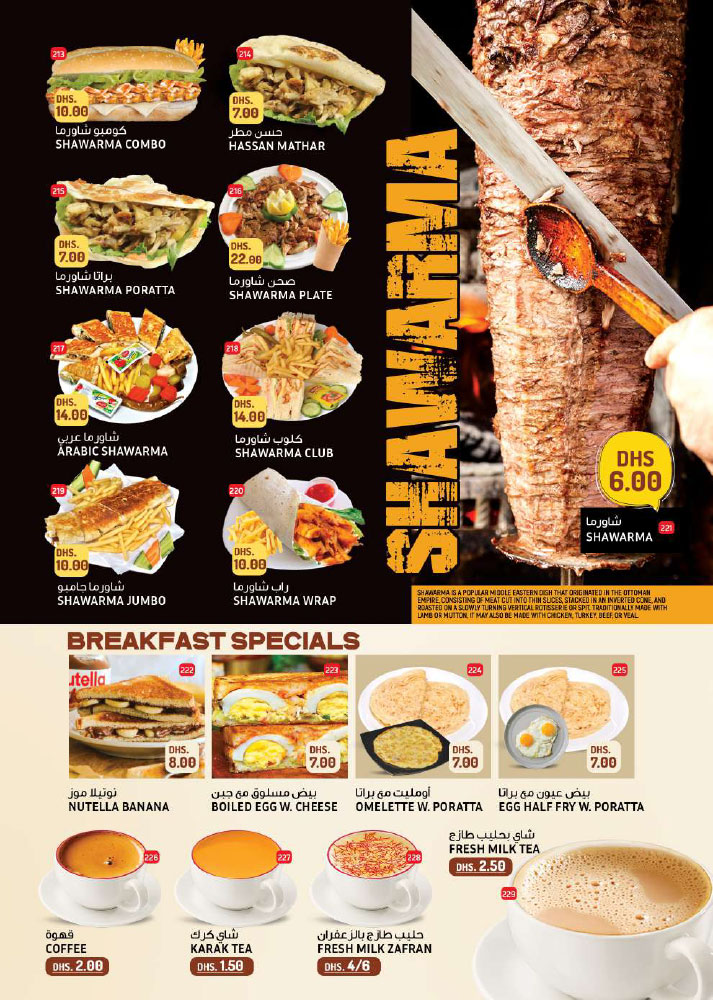 213
DHS.
10.00
كومبو شاورما
SHAWARMA COMBO
214
DHS.
7.00
حسن مطر
HASSAN MATHAR
215
DHS.
7.00
براتا شاورما
SHAWARMA PORATTA
216
DHS.
22.00
صحن شاورما
SHAWARMA PLATE
217
DHS.
14.00
شاورما عربي
ARABIC SHAWARMA
218
DHS.
14.00
كلوب شاورما
SHAWARMA CLUB
219
DHS.
10.00
شاورما جامبو
SHAWARMA JUMBO
220
DHS.
10.00
راب شاورما
SHAWARMA WRAP
SHAWARMA
DHS
6.00
شاورما
SHAWARMA
221
SHAWARMA IS A POPULAR MIDDLE EASTERN DISH THAT ORIGINATED IN THE OTTOMAN
EMPIRE, CONSISTING OF MEAT CUT INTO THIN SLICES, STACKED IN AN INVERTED CONE, AND
ROASTED ON A SLOWLY TURNING VERTICAL ROTISSERIE OR SPIT. TRADITIONALLY MADE WITH
LAMB OR MUTTON, IT MAY ALSO BE MADE WITH CHICKEN, TURKEY, BEEF, OR VEAL.
BREAKFAST SPECIALS
utella
222
DHS.
8.00
نوتيلا موز
NUTELLA BANANA
223
DHS.
7.00
بيض مسلوق مع جبن
BOILED EGG W. CHEESE
224
DHS.
7.00
أومليت مع براتا
OMELETTE W. PORATTA
225
DHS.
7.00
بيض عيون مع براتا
EGG HALF FRY W. PORATTA
226
قهوة
COFFEE
DHS. 2.00
227
شاي كرك
KARAK TEA
DHS. 1.50
228
حليب طازج بالزعفران
FRESH MILK ZAFRAN
DHS. 4/6
شاي بحليب طازج
FRESH MILK TEA
DHS. 2.50
229